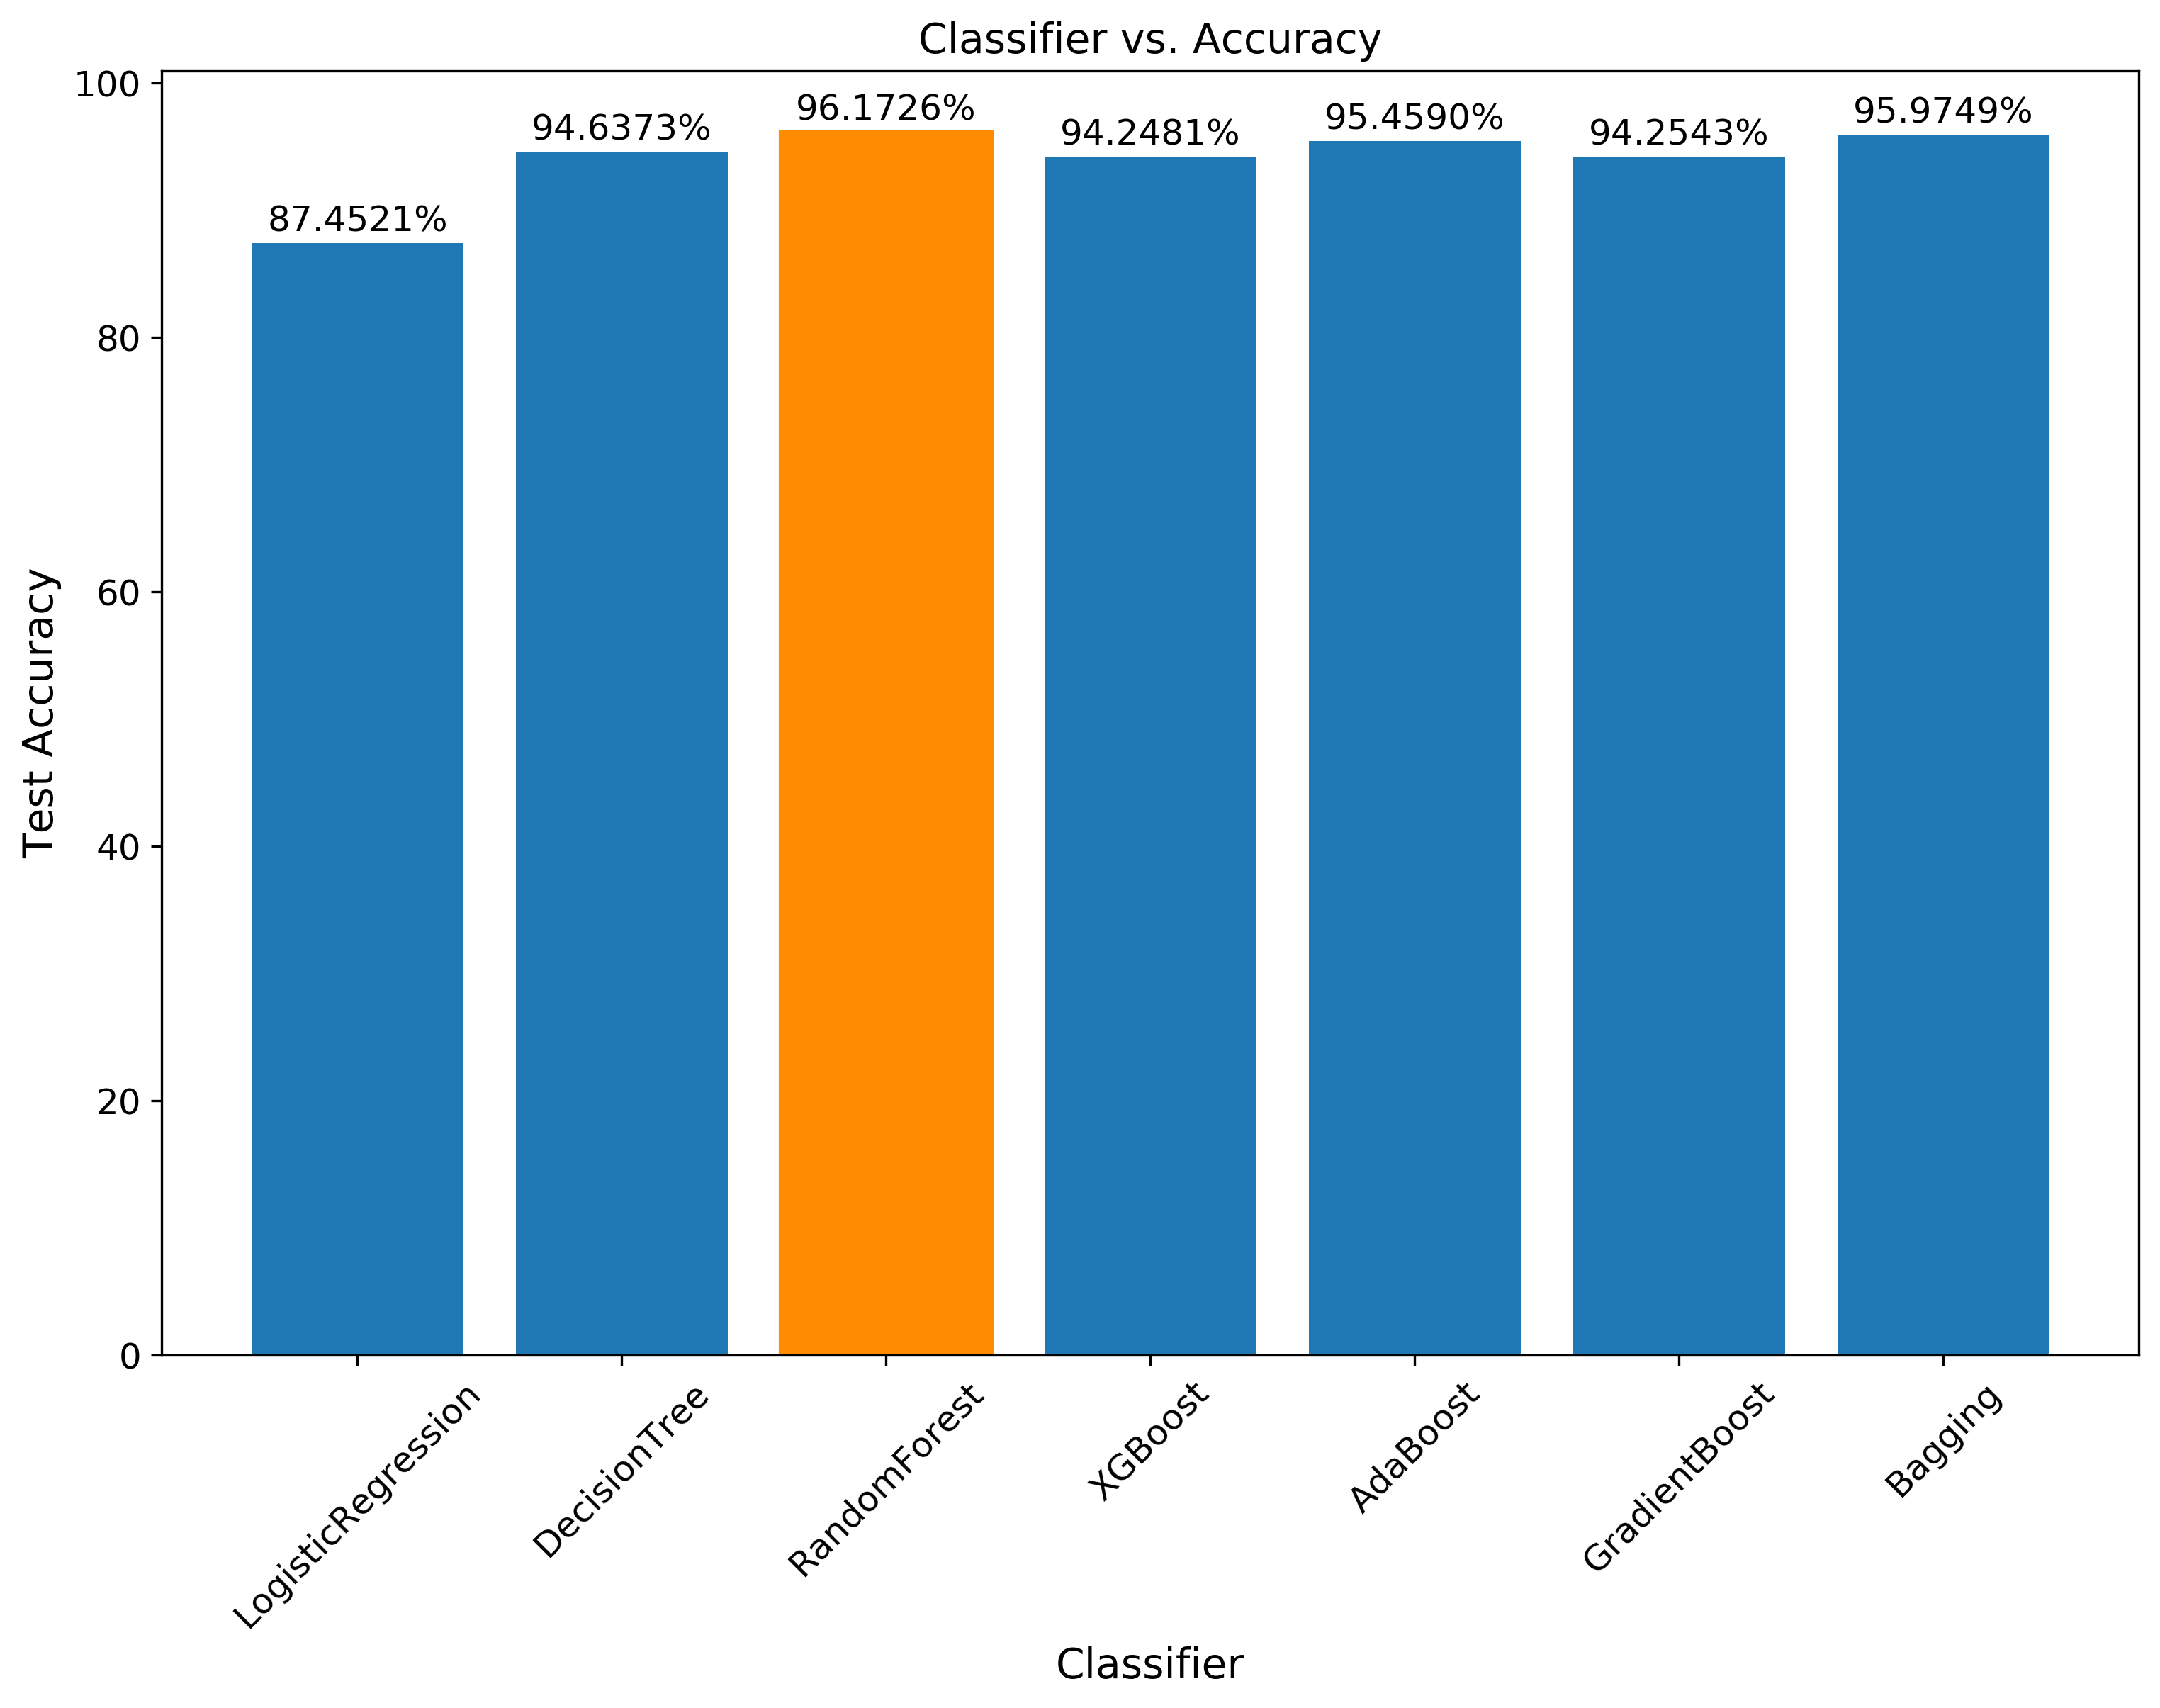 Classifier vs. Accuracy
100
80
60
40
20
0
Test Accuracy
87.4521%
94.6373%
96.1726%
94.2481%
95.4590%
94.2543%
95.9749%
LogisticRegression
DecisionTree
RandomForest
XGBoost
AdaBoost
GradientBoost
Bagging
Classifier